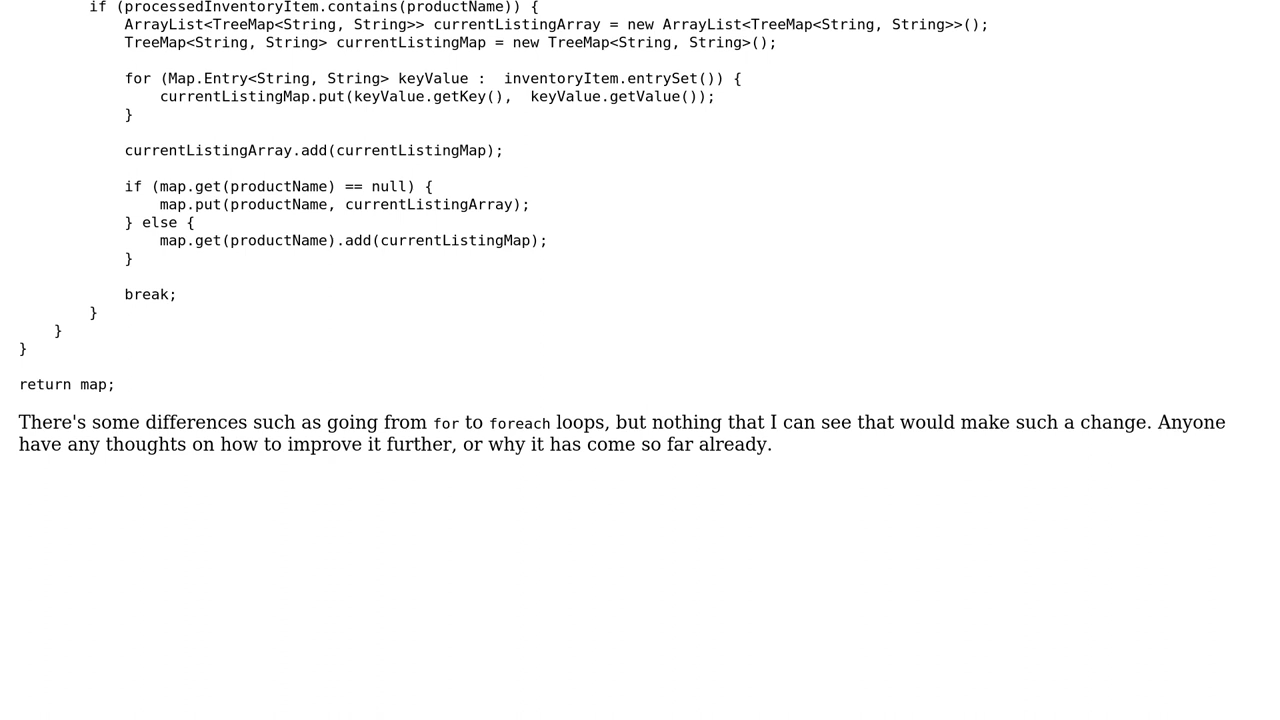 if (processedInventoryItem.contains(productName)) {
ArrayList<TreeMap<String, String>> currentListingArray = new ArrayList<TreeMap<String, String>>();
TreeMap<String, String> currentListingMap = new TreeMap<String, String>();
for (Map.Entry<String, String> keyValue :  inventoryItem.entrySet()) {
currentListingMap.put(keyValue.getKey(),  keyValue.getValue());
}
currentListingArray.add(currentListingMap);
if (map.get(productName) == null) {
map.put(productName, currentListingArray);
} else {
map.get(productName).add(currentListingMap);
}
break;
}
}
}
return map;
There's some differences such as going from for to foreach loops, but nothing that I can see that would make such a change. Anyone
have any thoughts on how to improve it further, or why it has come so far already.